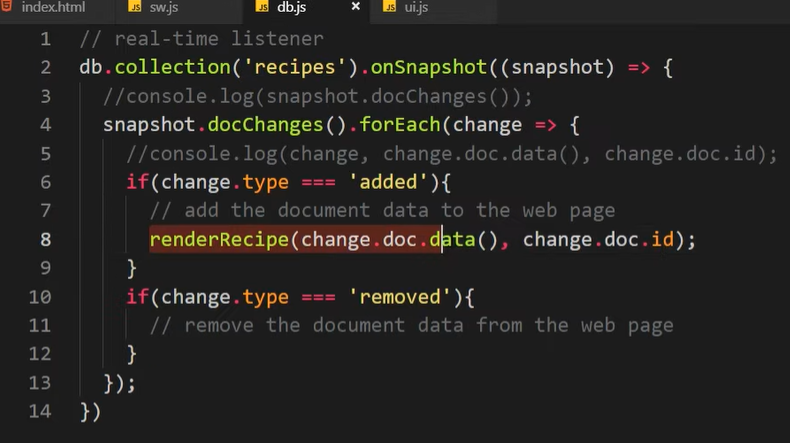 index.html sw.js db.js × ui.js
1 // real-time listener
2 db.collection('recipes').onSnapshot((snapshot) => {
3 //console.log(snapshot.docChanges());
4 snapshot.docChanges().forEach(change => {
5 //console.log(change, change.doc.data(), change.doc.id);
6 if(change.type === 'added'){
7 // add the document data to the web page
8 renderRecipe(change.doc.data(), change.doc.id);
9 }
10 if(change.type === 'removed'){
11 // remove the document data from the web page
12 }
13 });
14 })